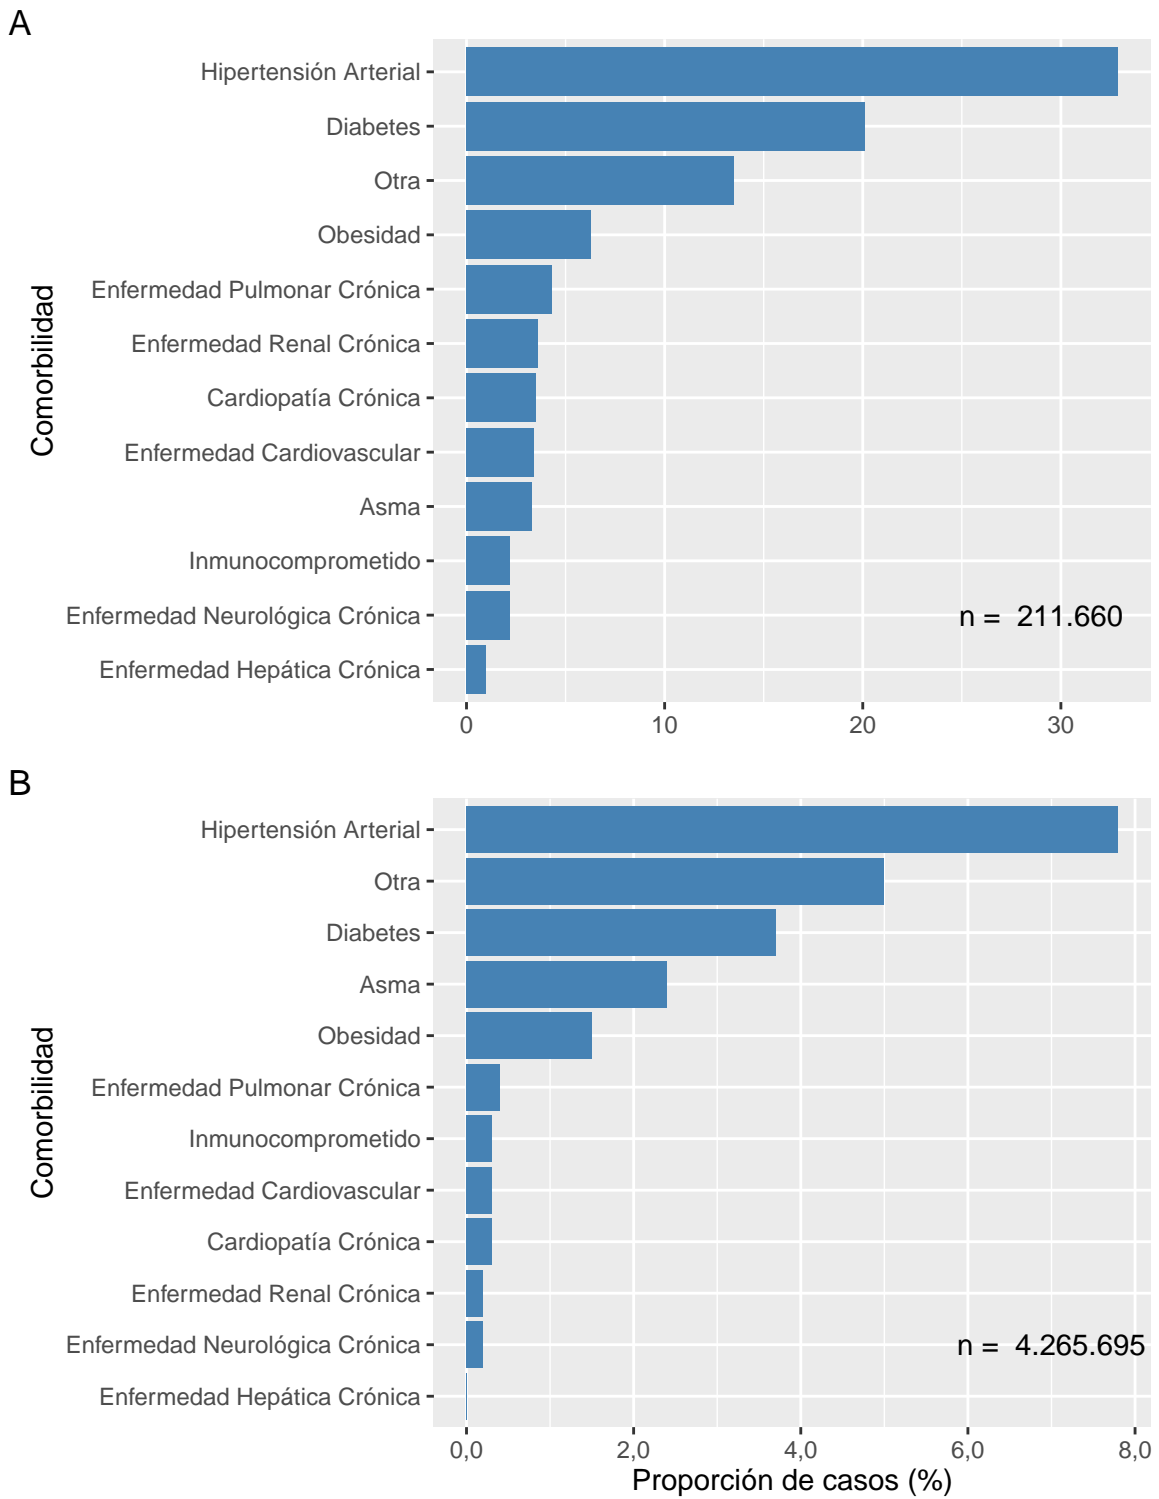 A
Hipertensión Arterial
Diabetes
Otra
Obesidad
Enfermedad Pulmonar Crónica
Enfermedad Renal Crónica
Cardiopatía Crónica
Enfermedad Cardiovascular
Asma
Inmunocomprometido
Enfermedad Neurológica Crónica
Enfermedad Hepática Crónica
Comorbilidad
n = 211.660
0 10 20 30
B
Hipertensión Arterial
Otra
Diabetes
Asma
Obesidad
Enfermedad Pulmonar Crónica
Inmunocomprometido
Enfermedad Cardiovascular
Cardiopatía Crónica
Enfermedad Renal Crónica
Enfermedad Neurológica Crónica
Enfermedad Hepática Crónica
Comorbilidad
n = 4.265.695
0,0 2,0 4,0 6,0 8,0
Proporción de casos (%)